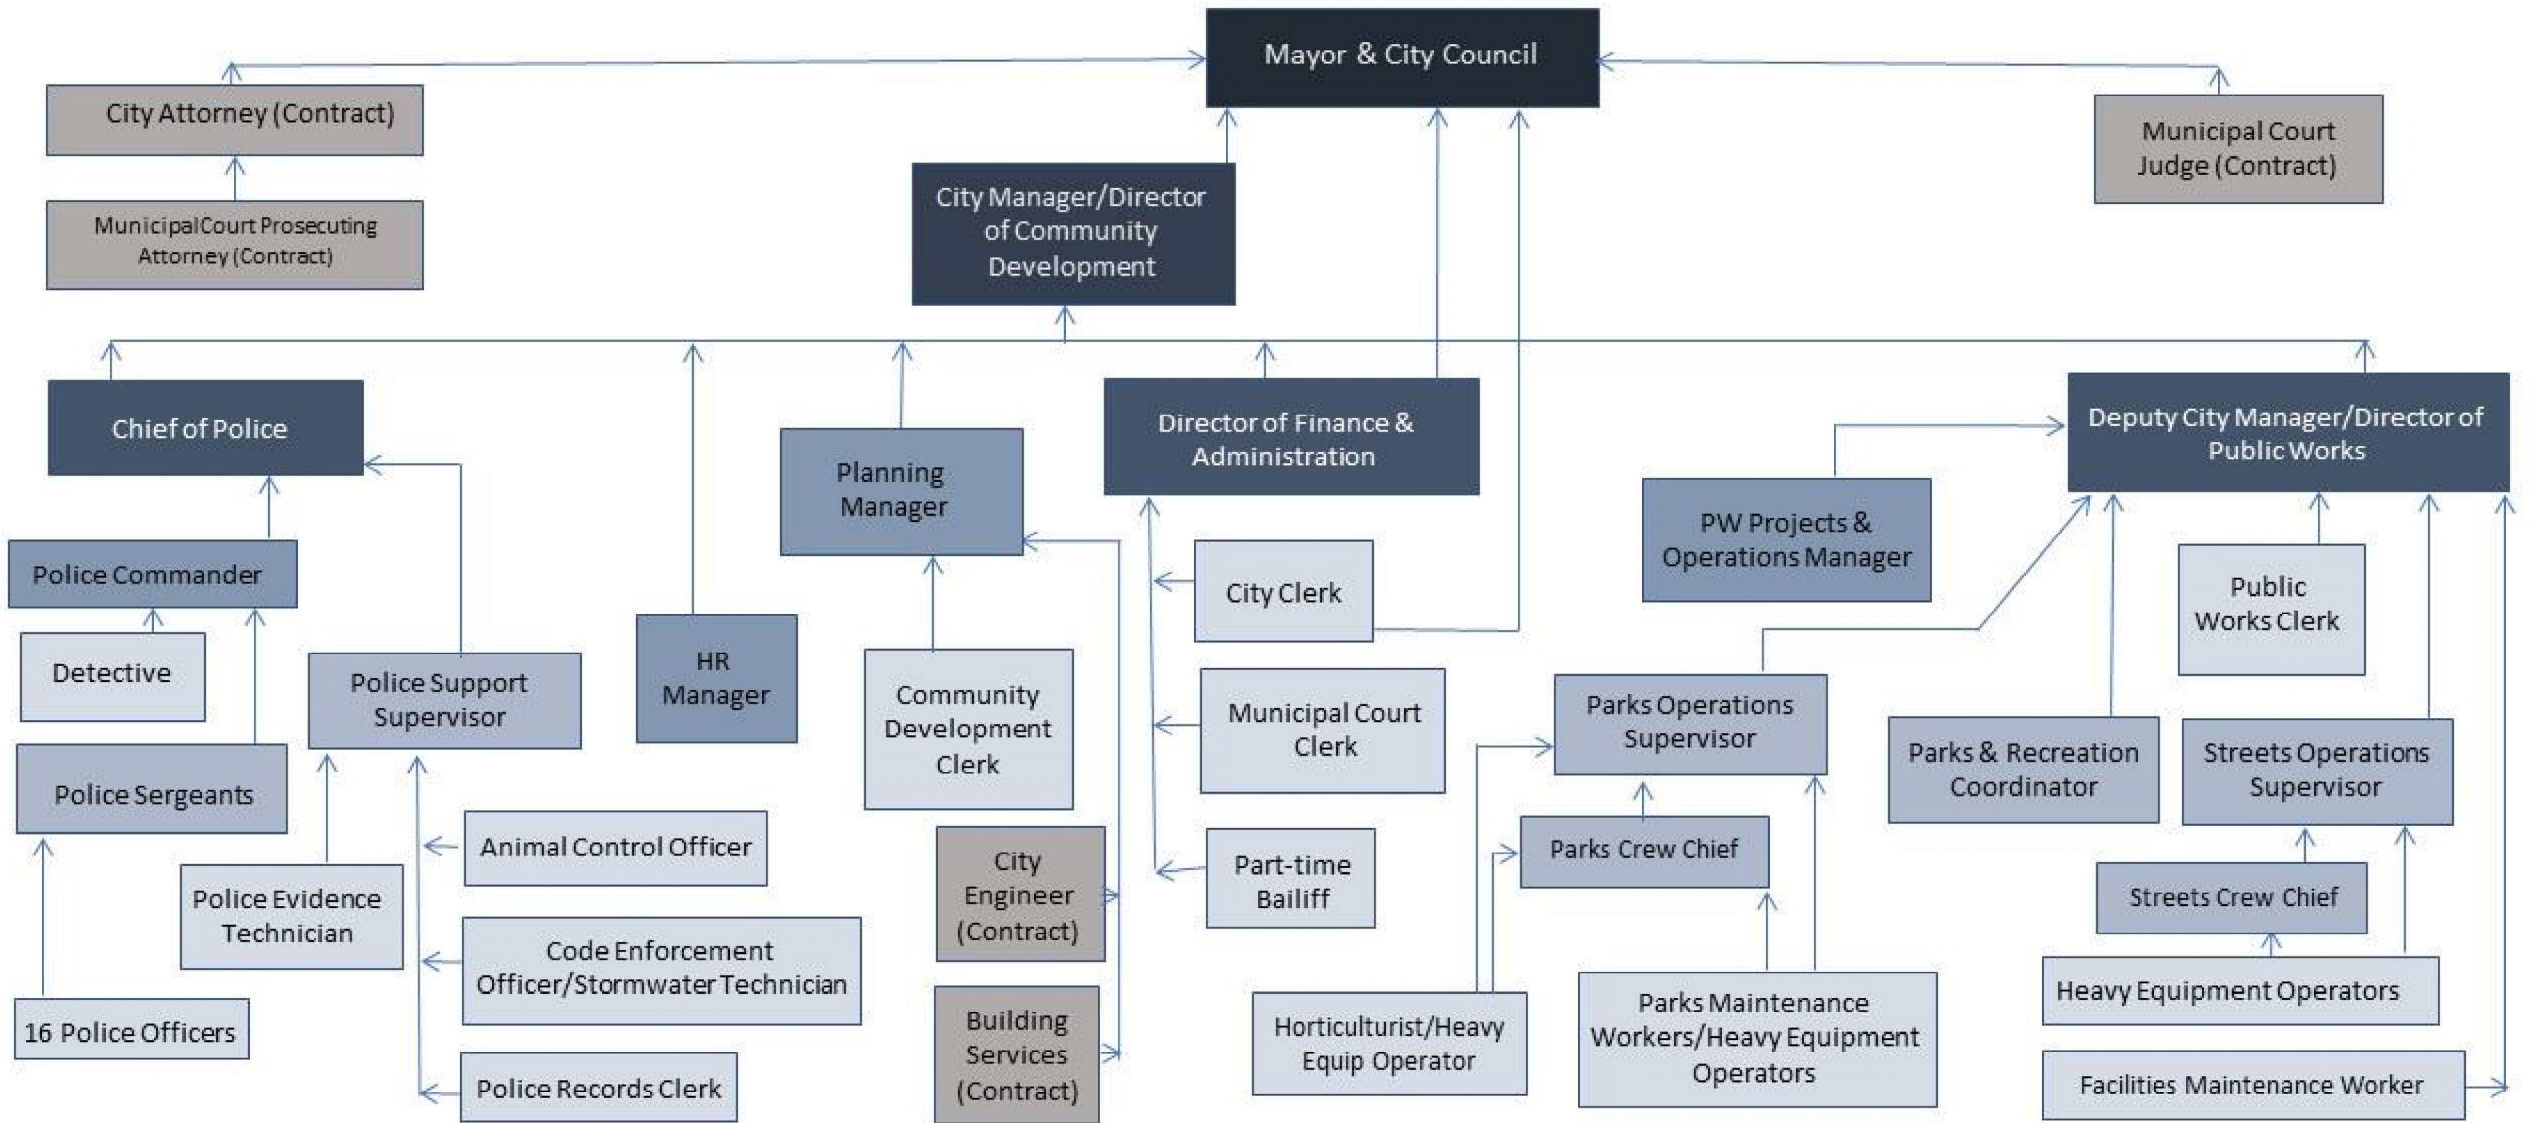 Mayor & City Council
City Attorney (Contract)
Municipal Court
Judge (Contract)
City Manager/Director
of Community
Development
MunicipalCourt Prosecuting
Attorney (Contract)
Chief of Police
Planning
Manager
Director of Finance &
Administration
Deputy City Manager/Director of
Public Works
PW Projects &
Operations Manager
Police Commander
City Clerk
Public
Works Clerk
Detective
Police Support
Supervisor
HR
Manager
Community
Development
Clerk
Municipal Court
Clerk
Parks Operations
Supervisor
Parks & Recreation
Coordinator
Streets Operations
Supervisor
Police Sergeants
Animal Control Officer
City
Engineer
(Contract)
Part-time
Bailiff
Parks Crew Chief
Streets Crew Chief
Police Evidence
Technician
Code Enforcement
Officer/Stormwater Technician
Heavy Equipment Operators
16 Police Officers
Building
Services
(Contract)
Horticulturist/Heavy
Equip Operator
Parks Maintenance
Workers/Heavy Equipment
Operators
Police Records Clerk
Facilities Maintenance Worker